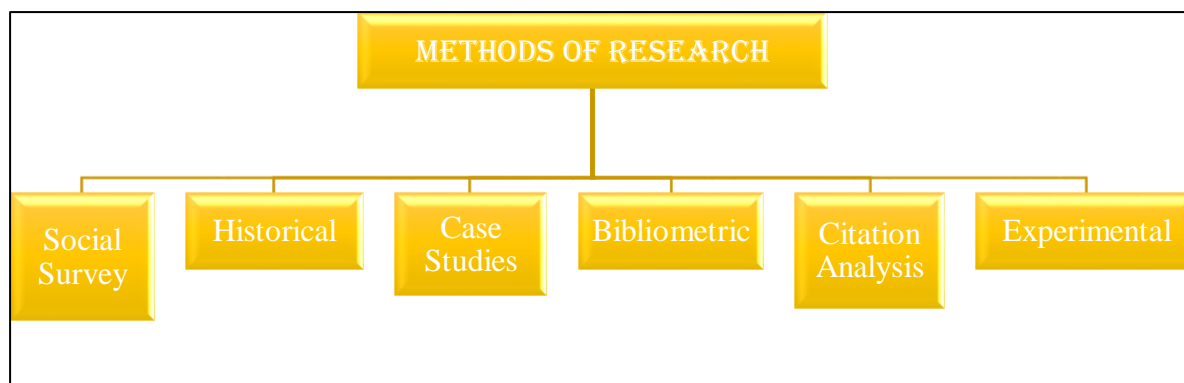 METHODS OF RESEARCH
Social
Survey
Historical
Case
Studies
Bibliometric
Citation
Analysis
Experimental